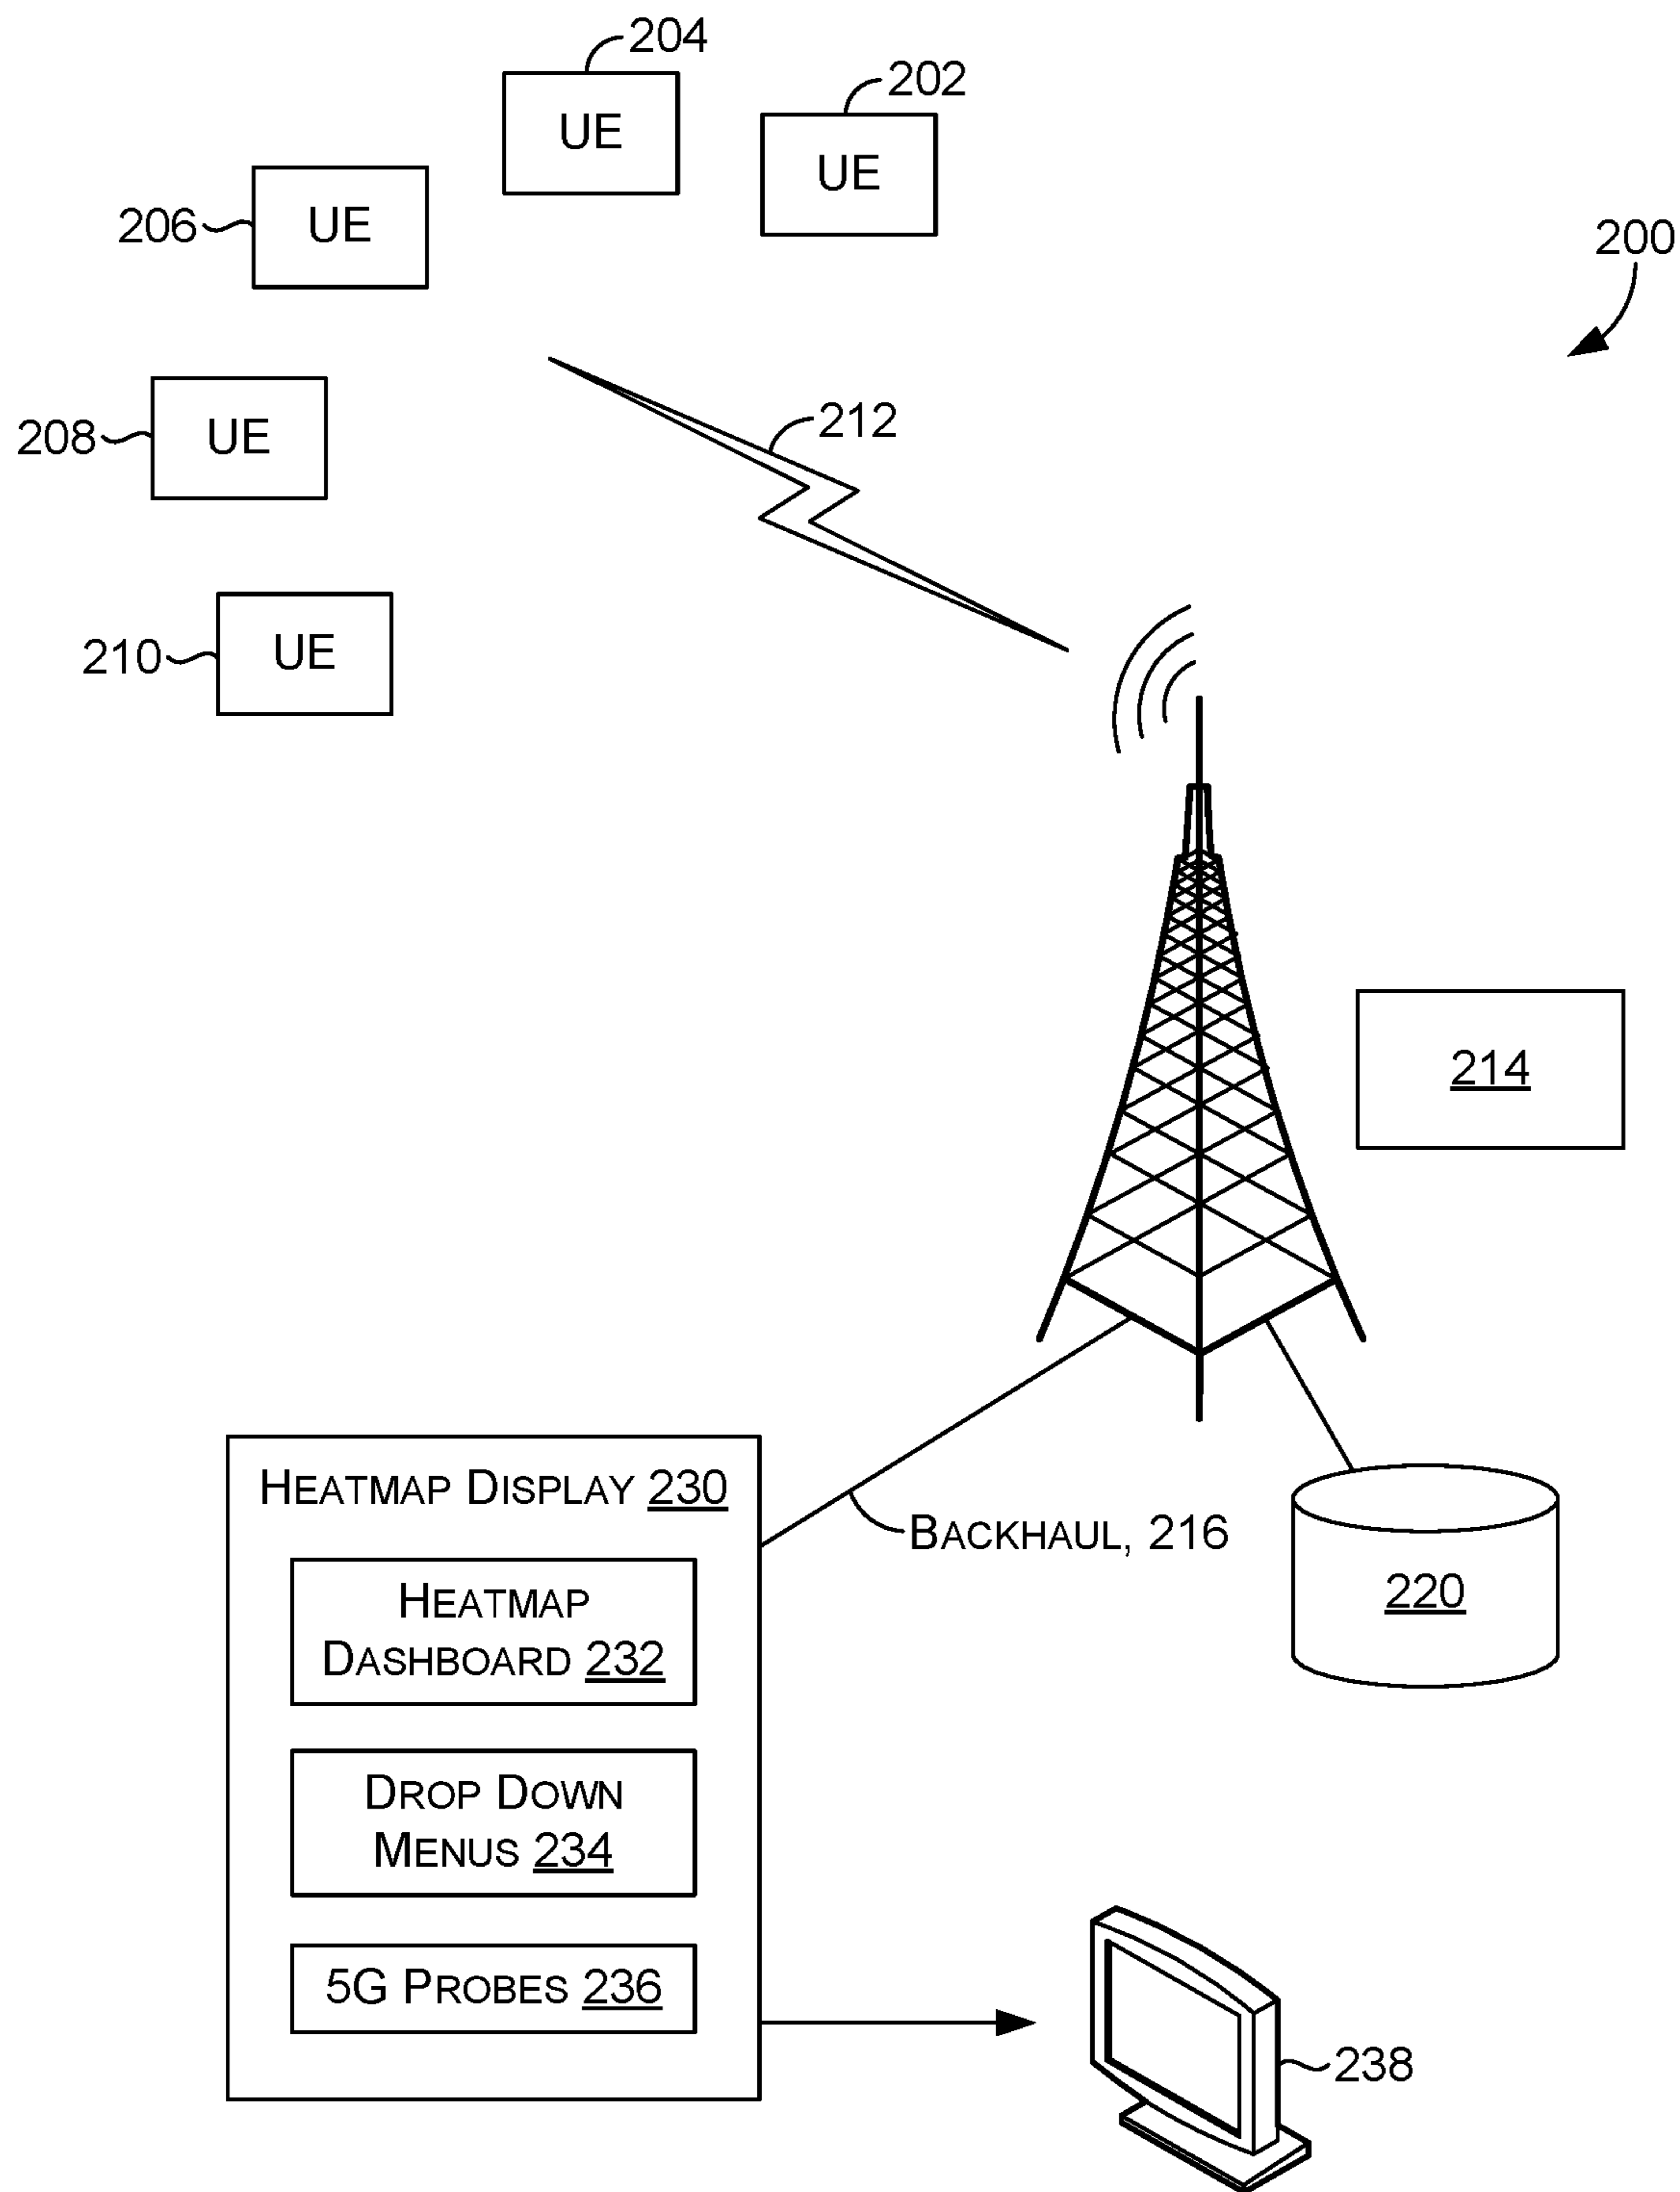 204
202
UE
UE
206
UE
200
208
UE
212
210
UE
214
HEATMAP DISPLAY 230
BACKHAUL, 216
HEATMAP
DASHBOARD 232
220
DROP DOWN
MENUS 234
5G PROBES 236
238